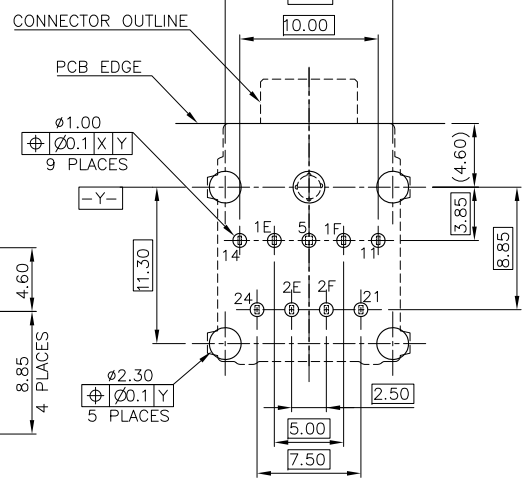 CONNECTOR OUTLINE
10.00
PCB EDGE
ø1.00
⌖ Ø0.1 X Y
9 PLACES
(4.60)
-Y-
3.85
8.85
1E 5 1F
14 11
11.30
4.60
2E 2F
24 21
8.85
4 PLACES
ø2.30
⌖ Ø0.1 Y
5 PLACES
2.50
5.00
7.50